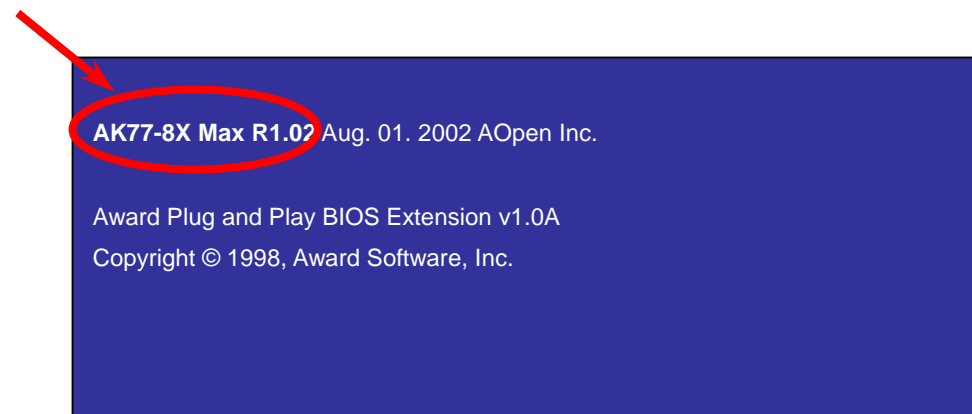 AK77-8X Max R1.02 Aug. 01. 2002 AOpen Inc.
Award Plug and Play BIOS Extension v1.0A
Copyright © 1998, Award Software, Inc.